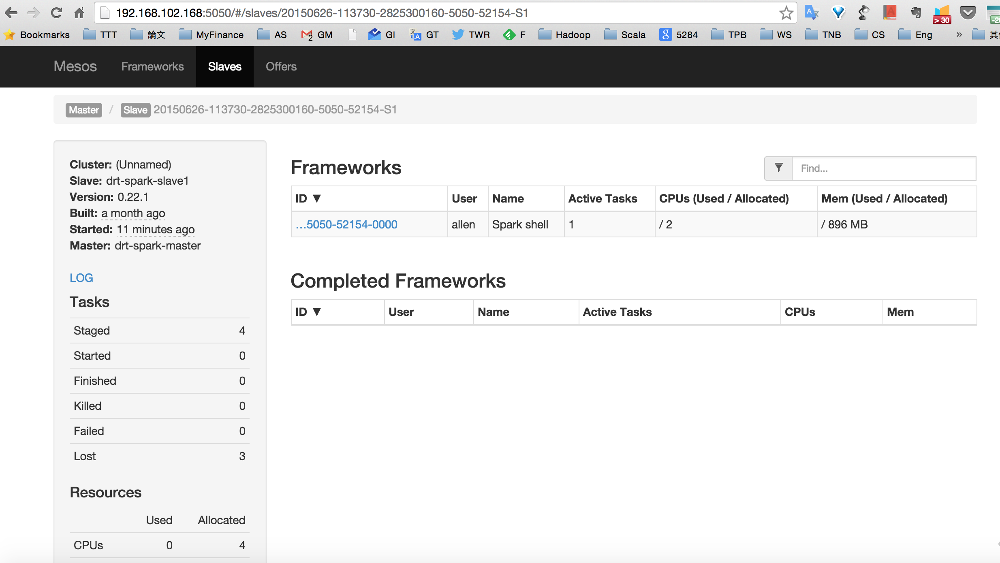 192.168.102.168:5050/#/slaves/20150626-113730-2825300160-5050-52154-S1
> 30
Bookmarks TTT 論文 MyFinance AS GM GI GT TWR F Hadoop Scala 5284 TPB WS TNB CS Eng »
Mesos Frameworks Slaves Offers
Master / Slave 20150626-113730-2825300160-5050-52154-S1
Cluster: (Unnamed)
Slave: drt-spark-slave1
Version: 0.22.1
Built: a month ago
Started: 11 minutes ago
Master: drt-spark-master
LOG
Tasks
Staged 4
Started 0
Finished 0
Killed 0
Failed 0
Lost 3
Resources
Used Allocated
CPUs 0 4
Frameworks
Find...
ID ▼ User Name Active Tasks CPUs (Used / Allocated) Mem (Used / Allocated)
...5050-52154-0000 allen Spark shell 1 / 2 / 896 MB
Completed Frameworks
ID ▼ User Name Active Tasks CPUs Mem